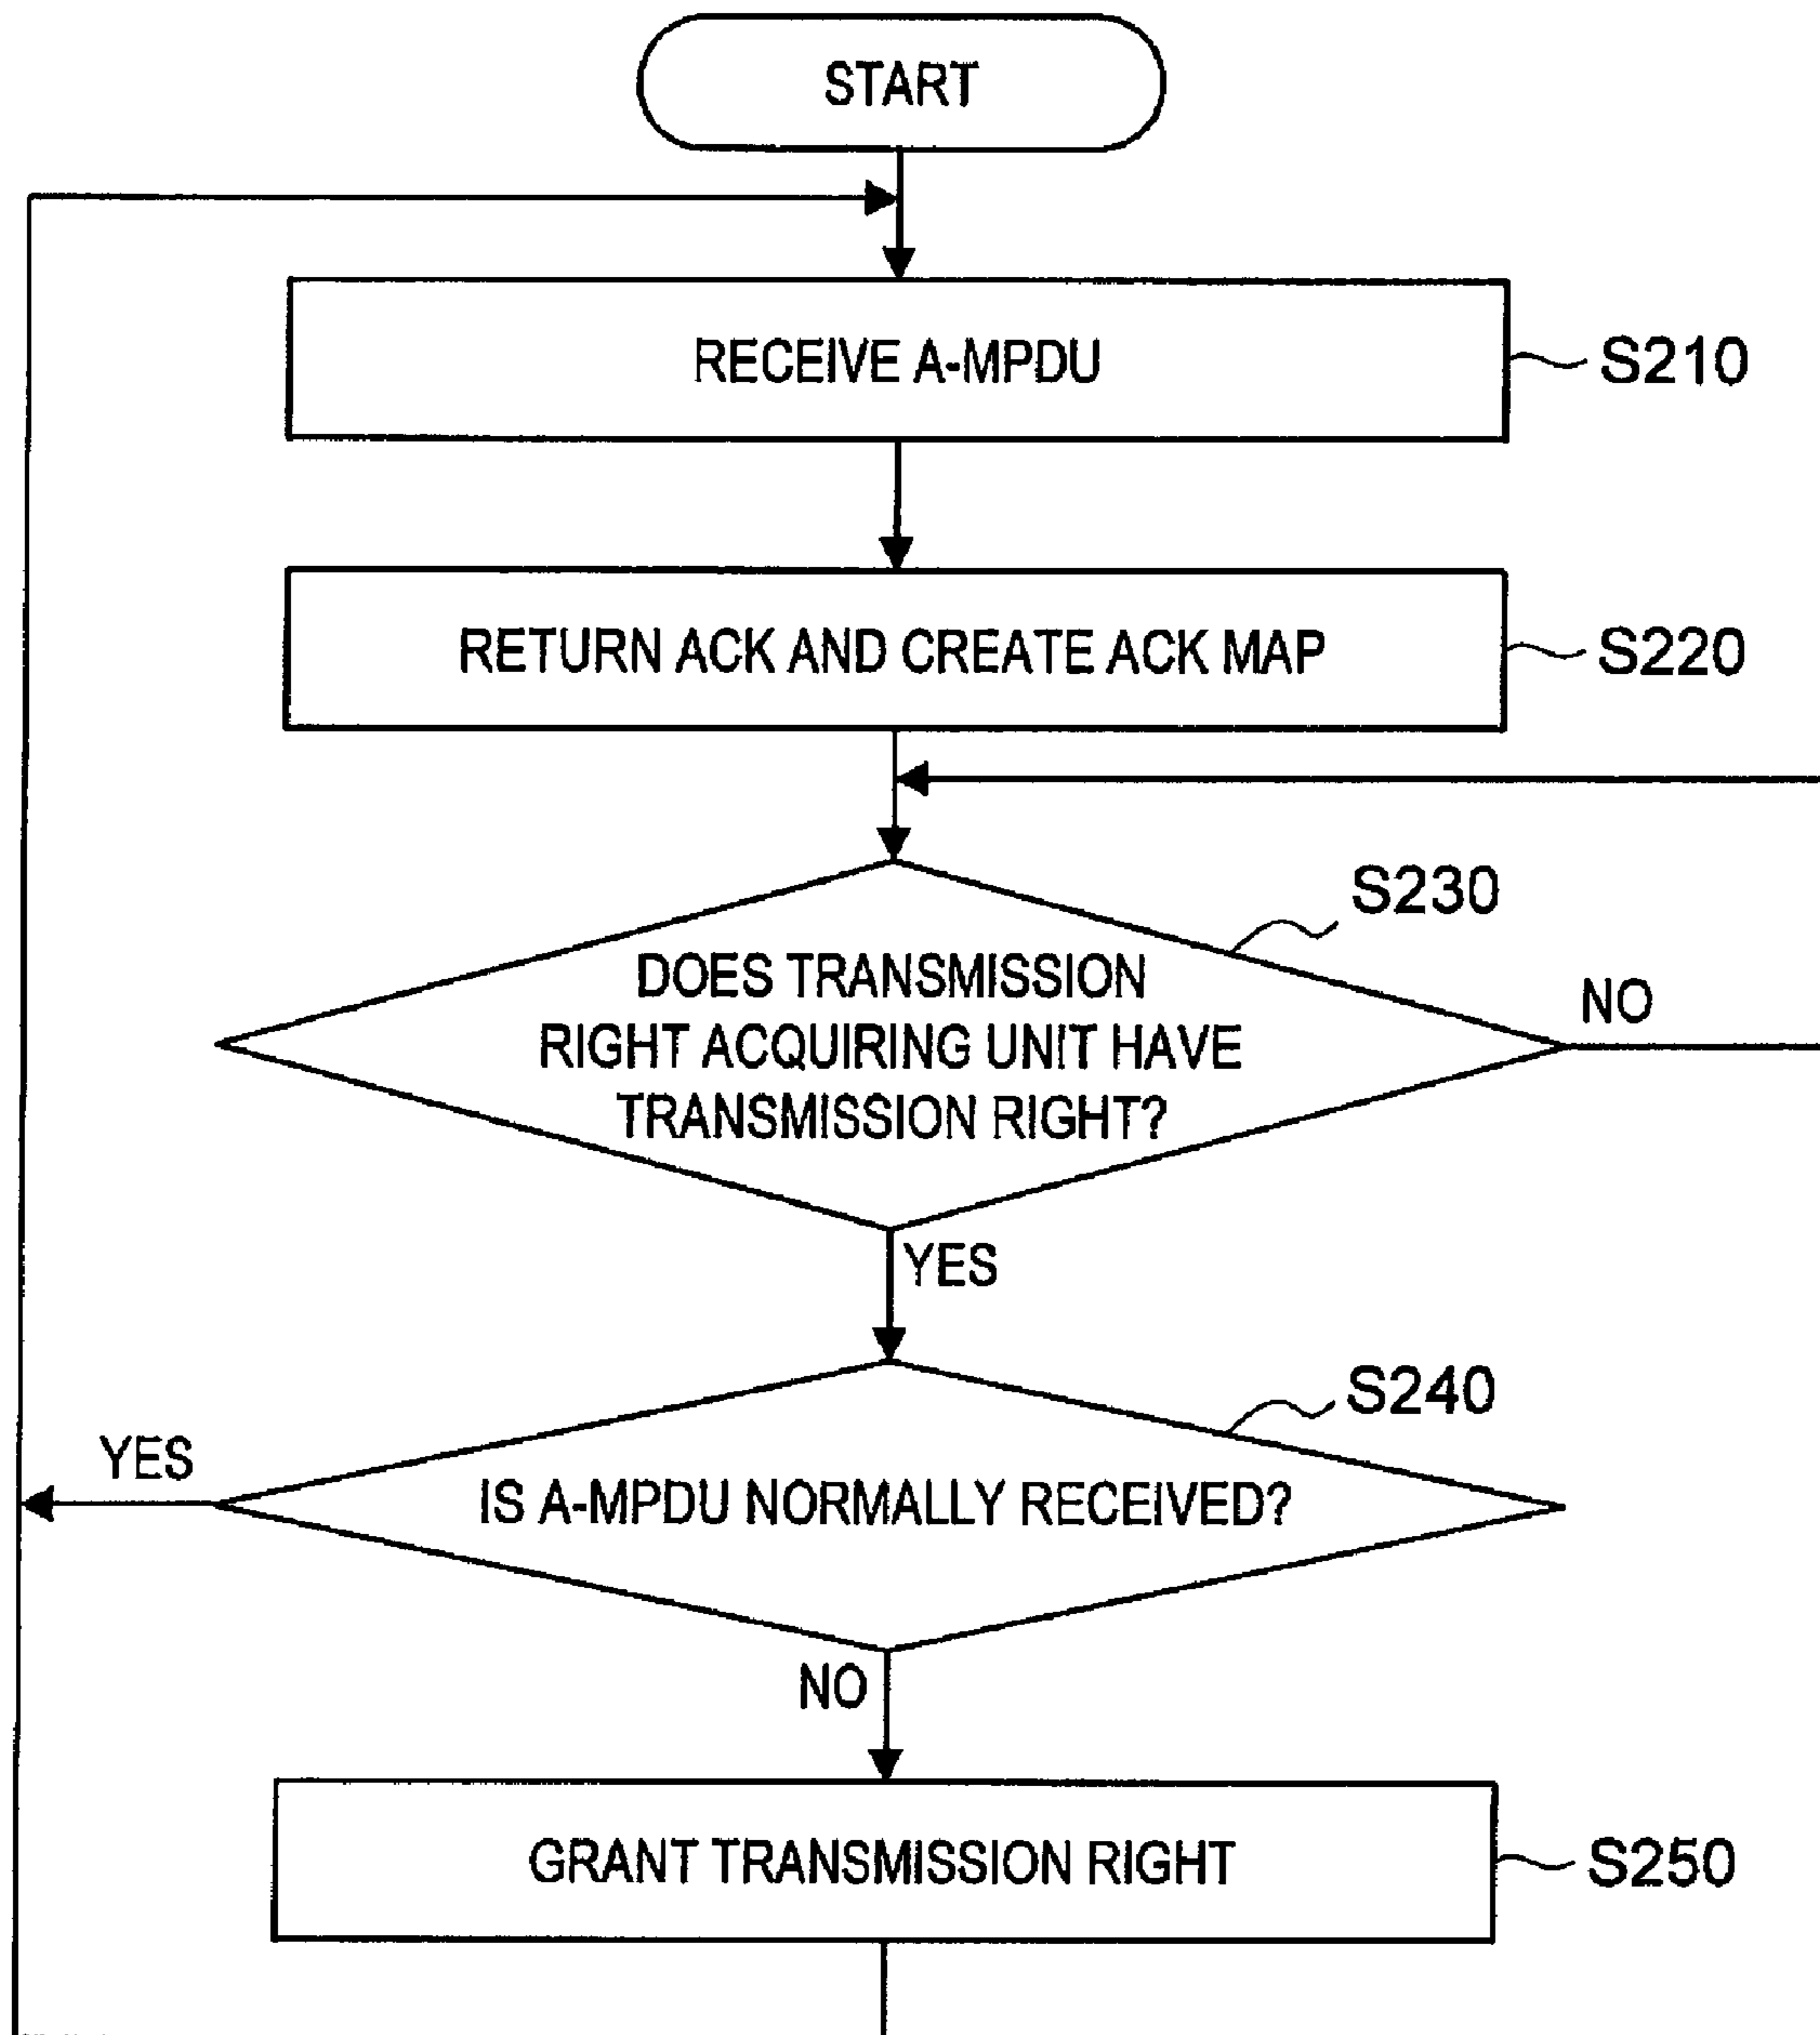 START
RECEIVE A-MPDU
S210
RETURN ACK AND CREATE ACK MAP
S220
S230
DOES TRANSMISSION
RIGHT ACQUIRING UNIT HAVE
TRANSMISSION RIGHT?
NO
YES
S240
YES
IS A-MPDU NORMALLY RECEIVED?
NO
GRANT TRANSMISSION RIGHT
S250